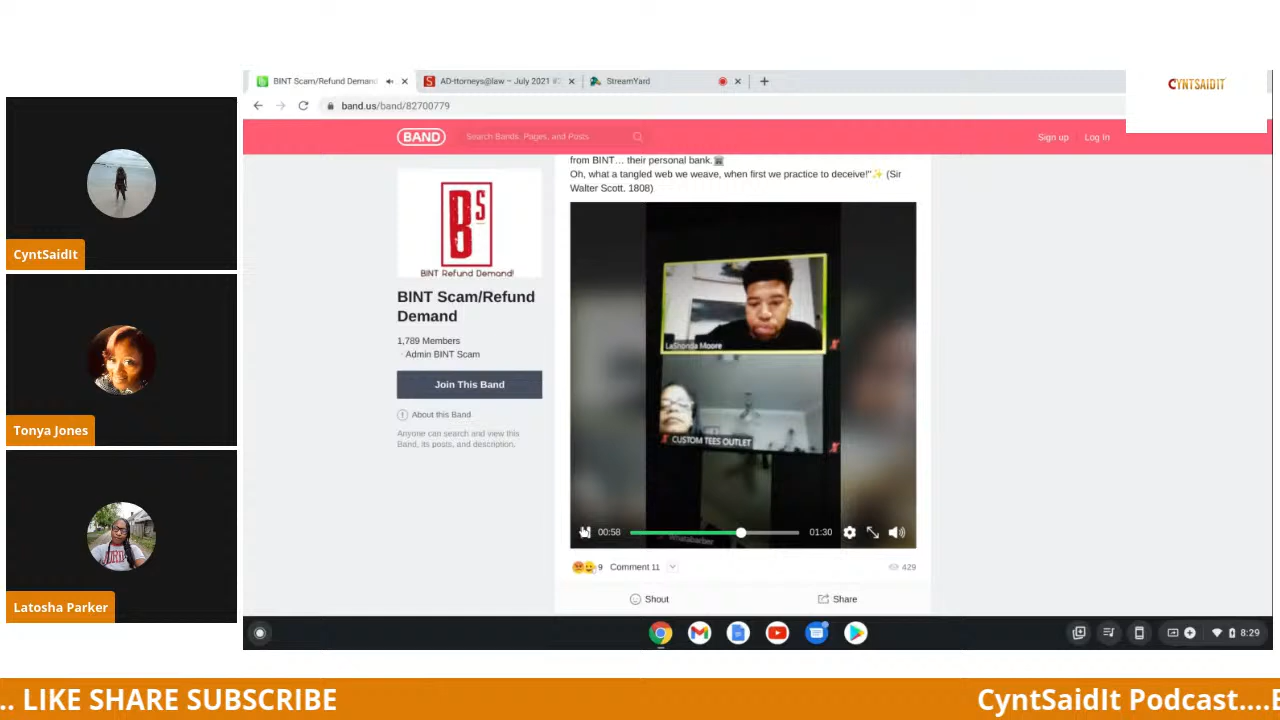 BINT Scam/Refund Demand
AD-ttorneys@law – July 2021
StreamYard
CYNTSAIDIT
band.us/band/82700779
BAND
Search Bands, Pages, and Posts
Sign up
Log In
from BINT... their personal bank.
Oh, what a tangled web we weave, when first we practice to deceive!"✨ (Sir
Walter Scott, 1808)
BS
BINT Refund Demand!
BINT Scam/Refund
Demand
1,789 Members
· Admin BINT Scam
Join This Band
About this Band
Anyone can search and view this
Band, its posts, and description.
LaShonda Moore
CUSTOM TEES OUTLET
00:58
01:30
9
Comment 11
429
Shout
Share
8:29
CyntSaidIt
Tonya Jones
Latosha Parker
.. LIKE SHARE SUBSCRIBE
CyntSaidIt Podcast....